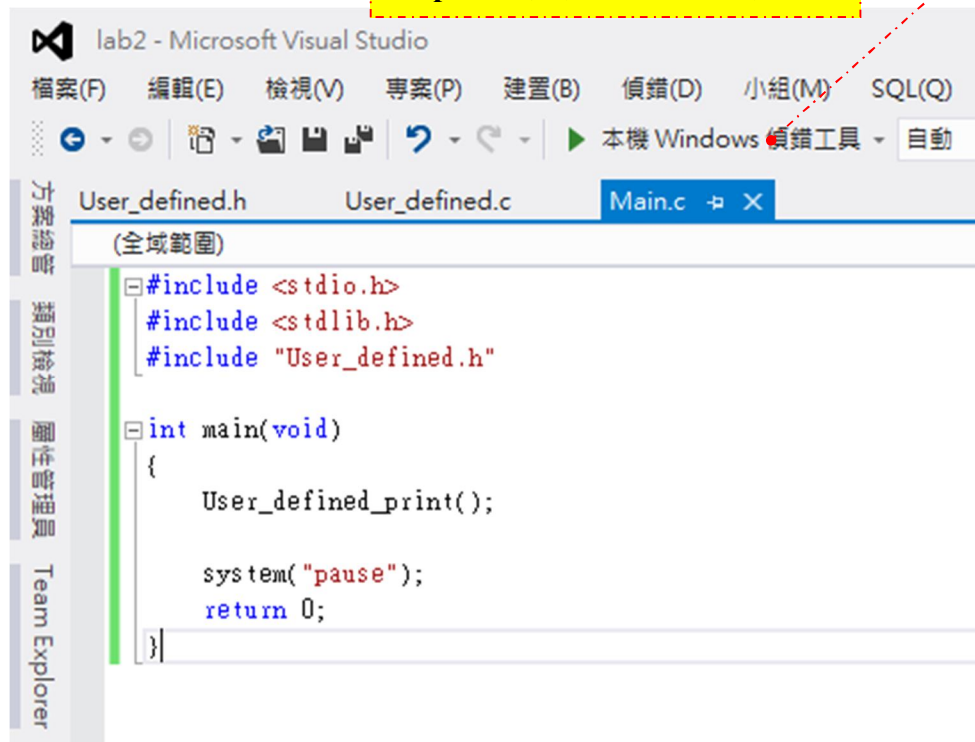 lab2 - Microsoft Visual Studio
檔案(F) 編輯(E) 檢視(V) 專案(P) 建置(B) 偵錯(D) 小組(M) SQL(Q)
本機 Windows 偵錯工具 自動
User_defined.h User_defined.c Main.c
(全域範圍)
#include <stdio.h>
#include <stdlib.h>
#include "User_defined.h"
int main(void)
{
User_defined_print();
system("pause");
return 0;
}
方案總管
類別檢視
屬性管理員
Team Explorer